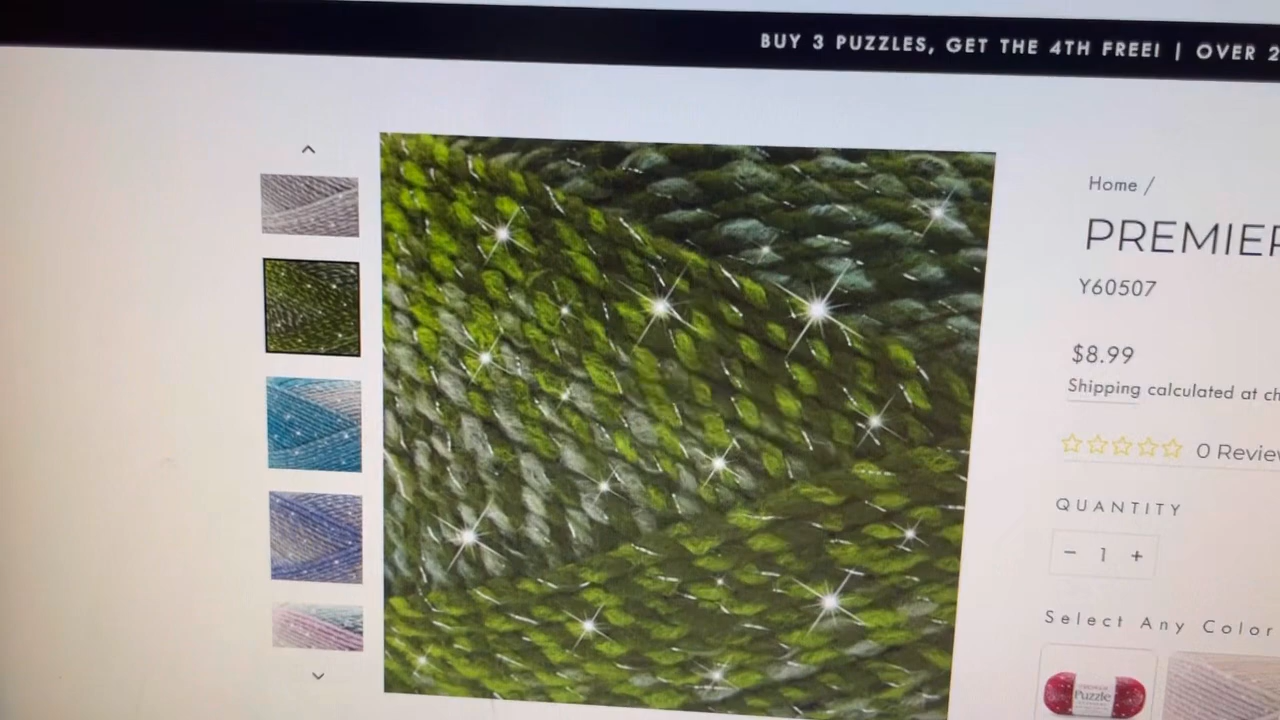 BUY 3 PUZZLES, GET THE 4TH FREE! | OVER
Home /
PREMIER
Y60507
$8.99
Shipping calculated at
0
QUANTITY
− 1 +
Select Any Color
Puzzle